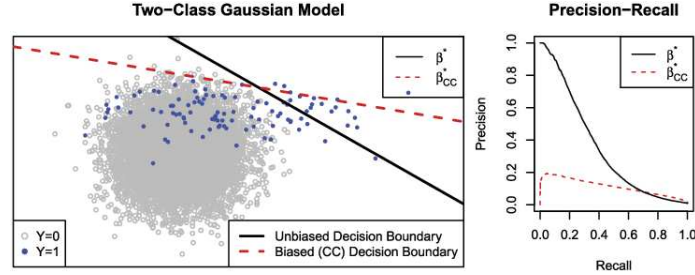 Two−Class Gaussian Model
β*
β*CC
Y=0
Y=1
Unbiased Decision Boundary
Biased (CC) Decision Boundary
Precision−Recall
β*
β*CC
Precision
1.0
0.8
0.6
0.4
0.2
0.0
0.0 0.2 0.4 0.6 0.8 1.0
Recall